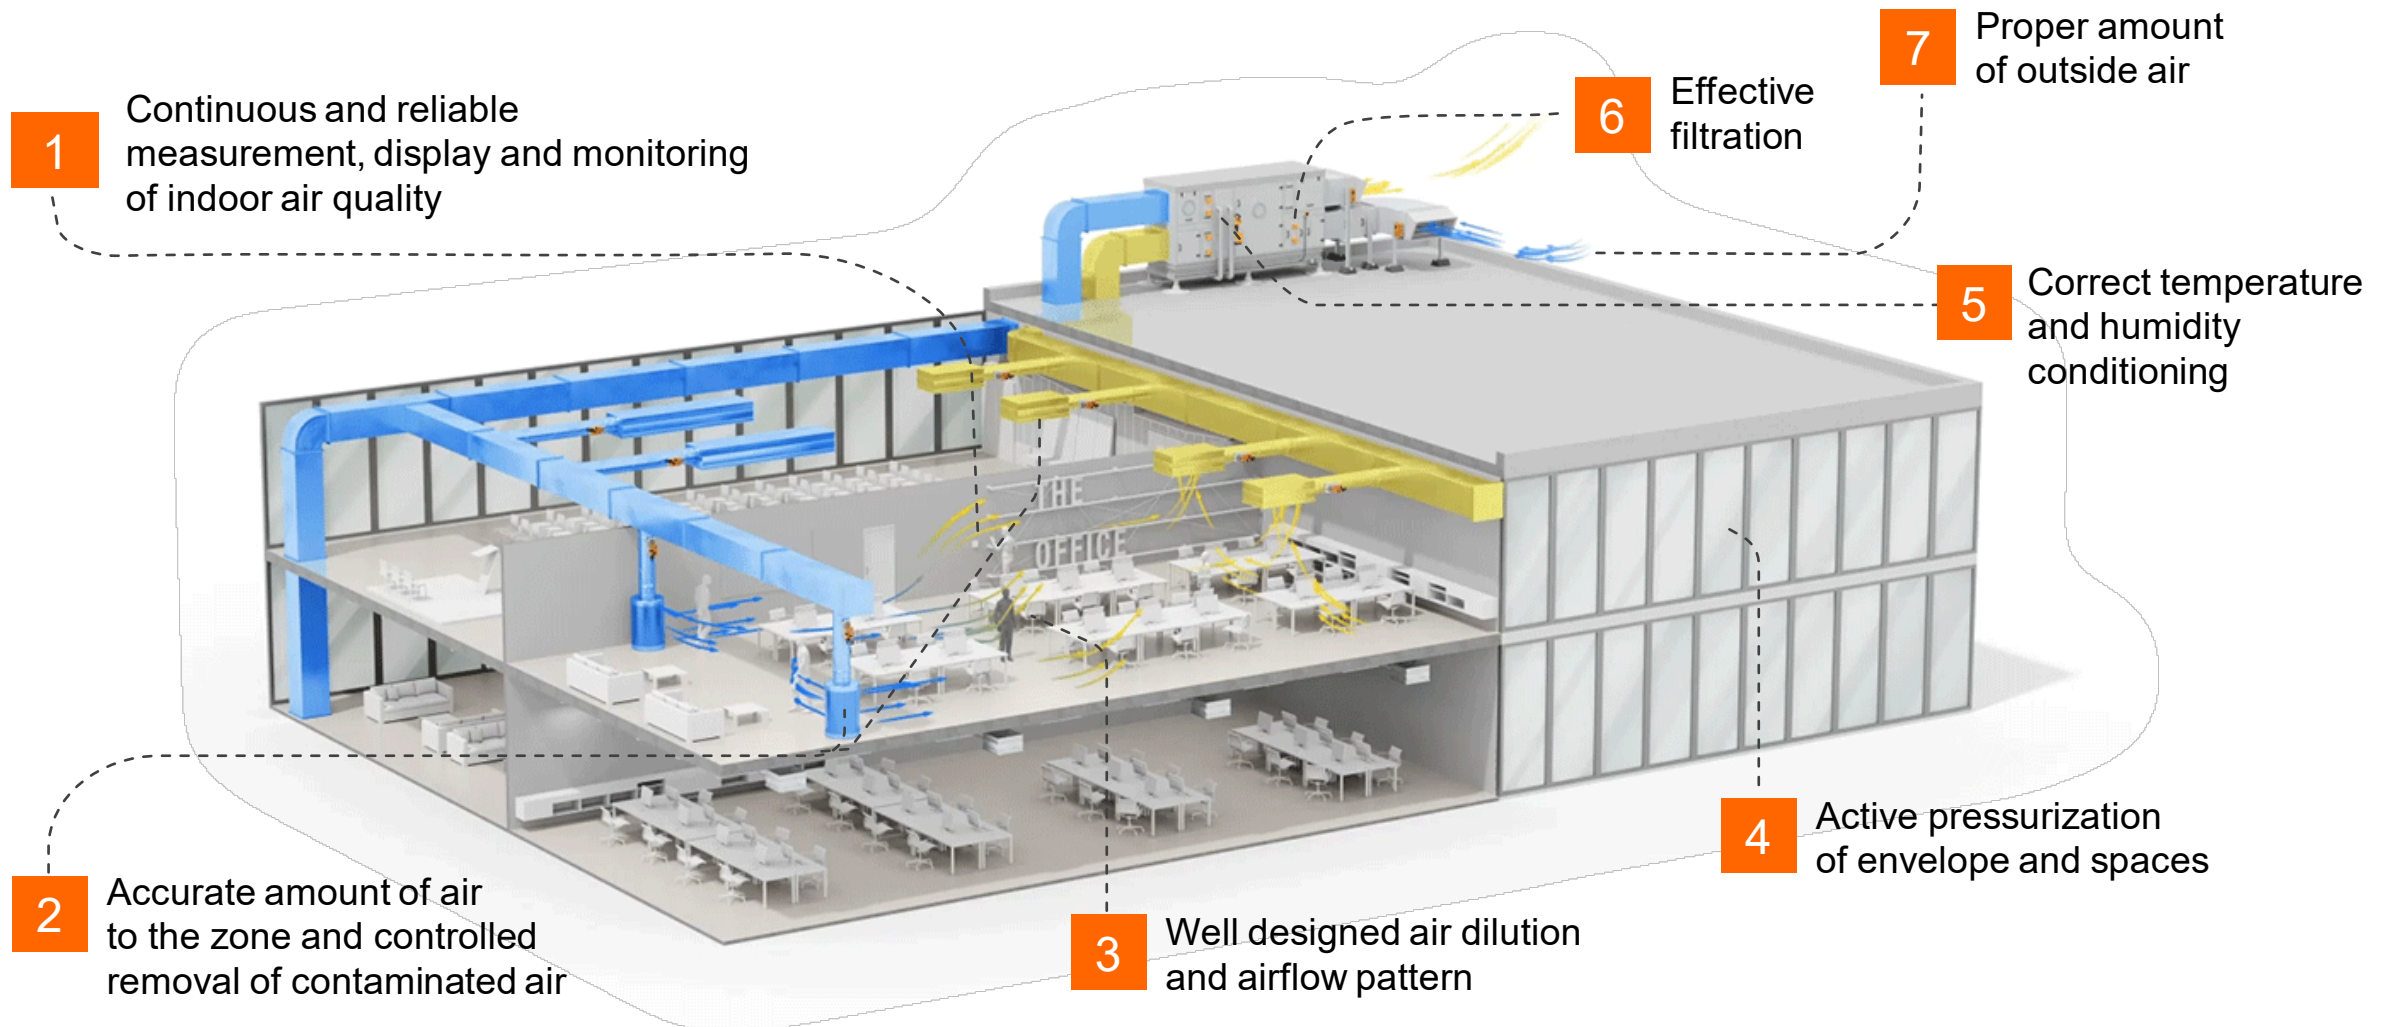 1
Continuous and reliable
measurement, display and monitoring
of indoor air quality
6
Effective
filtration
7
Proper amount
of outside air
5
Correct temperature
and humidity
conditioning
THE
OFFICE
2
Accurate amount of air
to the zone and controlled
removal of contaminated air
3
Well designed air dilution
and airflow pattern
4
Active pressurization
of envelope and spaces